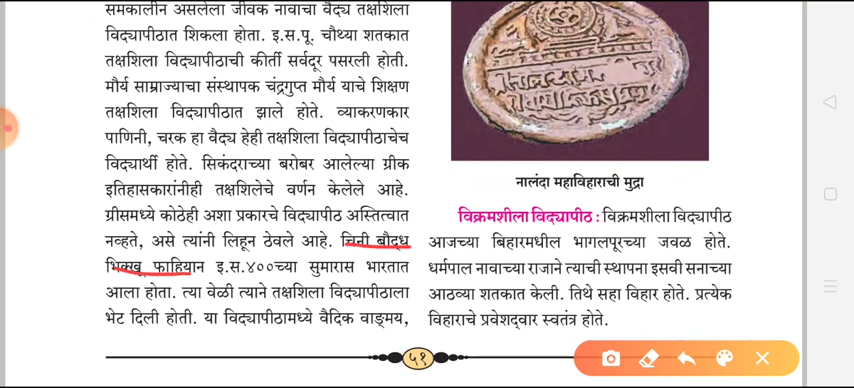 समकालीन असलेला जीवक नावाचा वैद्य तक्षशिला
विद्यापीठात शिकला होता. इ.स.पू. चौथ्या शतकात
तक्षशिला विद्यापीठाची कीर्ती सर्वदूर पसरली होती.
मौर्य साम्राज्याचा संस्थापक चंद्रगुप्त मौर्य याचे शिक्षण
तक्षशिला विद्यापीठात झाले होते. व्याकरणकार
पाणिनी, चरक हा वैद्य हेही तक्षशिला विद्यापीठाचेच
विद्यार्थी होते. सिकंदराच्या बरोबर आलेल्या ग्रीक
इतिहासकारांनीही तक्षशिलेचे वर्णन केलेले आहे.
ग्रीसमध्ये कोठेही अशा प्रकारचे विद्यापीठ अस्तित्वात
नव्हते, असे त्यांनी लिहून ठेवले आहे. चिनी बौद्ध
भिक्खू फाहियान इ.स.४००च्या सुमारास भारतात
आला होता. त्या वेळी त्याने तक्षशिला विद्यापीठाला
भेट दिली होती. या विद्यापीठामध्ये वैदिक वाङ्मय,
नालंदा महाविहाराची मुद्रा
विक्रमशीला विद्यापीठ : विक्रमशीला विद्यापीठ
आजच्या बिहारमधील भागलपूरच्या जवळ होते.
धर्मपाल नावाच्या राजाने त्याची स्थापना इसवी सनाच्या
आठव्या शतकात केली. तिथे सहा विहार होते. प्रत्येक
विहाराचे प्रवेशद्वार स्वतंत्र होते.
५१